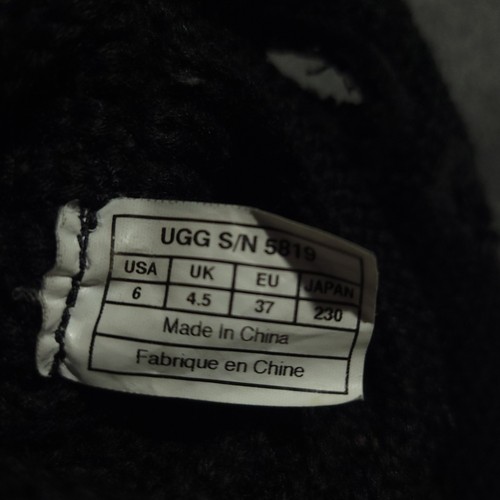 UGG S/N 5819
USA UK EU JAPAN
6 4.5 37 230
Made In China
Fabrique en Chine